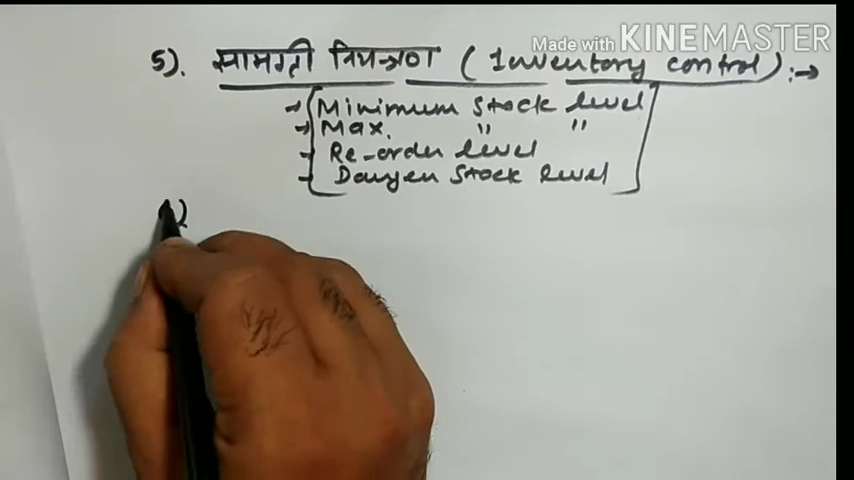 Made with KINEMASTER
5). सामग्री नियन्त्रण ( Inventory control ) :→
→ Minimum stock level
→ Max. " "
→ Re-order level
→ Danger stock level